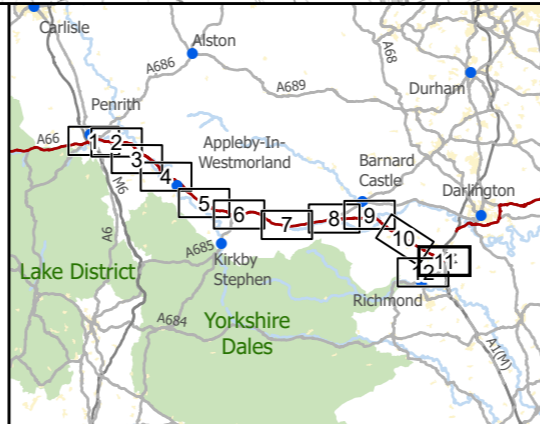 Carlisle
Alston
A68
A686
A689
Durham
Penrith
A66
1
2
3
4
5
6
7
8
9
10
11
12
Appleby-In-
Westmorland
Barnard
Castle
Darlington
M6
A6
A685
Kirkby
Stephen
Lake District
Richmond
A684
Yorkshire
Dales
A1(M)